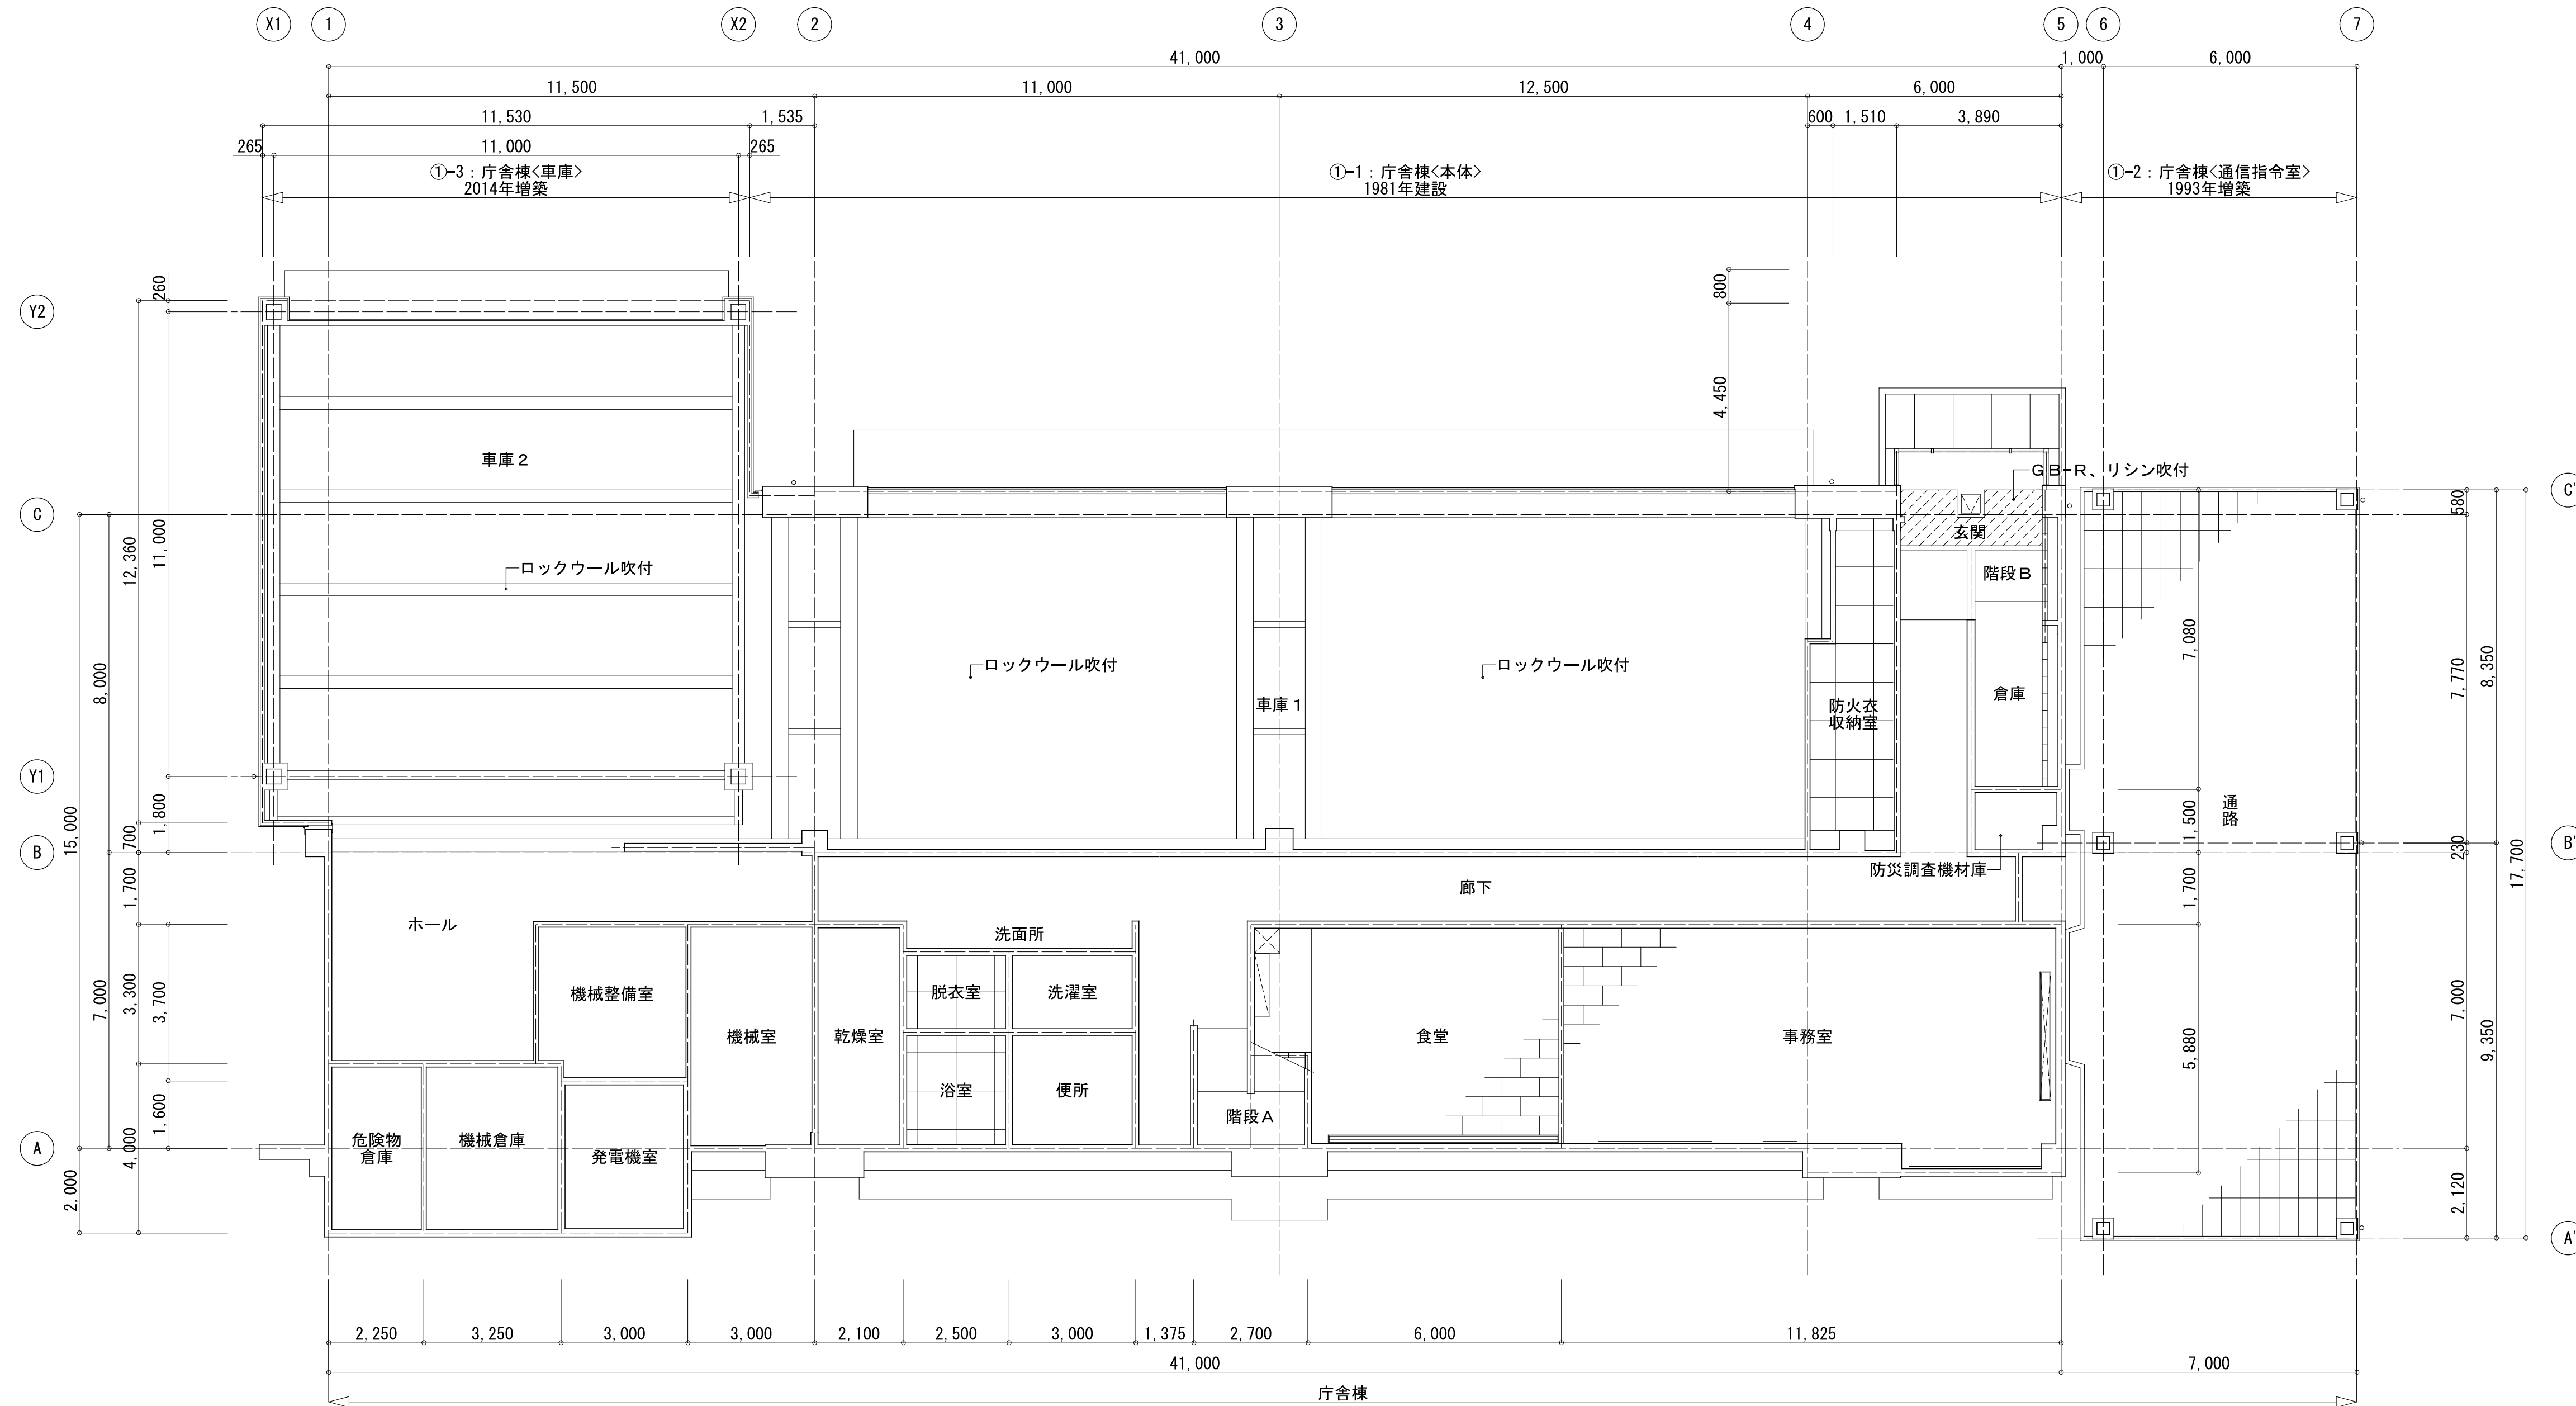 X1 1 X2 2 3 4 5 6 7
41,000 1,000 6,000
11,500 11,000 12,500 6,000
11,530 1,535 600 1,510 3,890
265 11,000 265
①-3：庁舎棟<車庫>
2014年増築
①-1：庁舎棟<本体>
1981年建設
①-2：庁舎棟<通信指令室>
1993年増築
260
800
Y2
4,450
車庫２
ＧＢ-Ｒ、リシン吹付
C
C'
580
玄関
12,360
11,000
ロックウール吹付
階段Ｂ
7,080
8,000
ロックウール吹付
ロックウール吹付
7,770
8,350
車庫１
防火衣
収納室
倉庫
Y1
15,000
700
1,800
1,500
通路
B
B'
230
17,700
防災調査機材庫
1,700
廊下
1,700
ホール
洗面所
7,000
3,300
3,700
機械整備室
脱衣室
洗濯室
7,000
機械室
乾燥室
食堂
事務室
5,880
9,350
浴室
便所
1,600
階段Ａ
4,000
A
危険物
倉庫
機械倉庫
発電機室
2,000
2,120
A'
2,250 3,250 3,000 3,000 2,100 2,500 3,000 1,375 2,700 6,000 11,825
41,000 7,000
庁舎棟